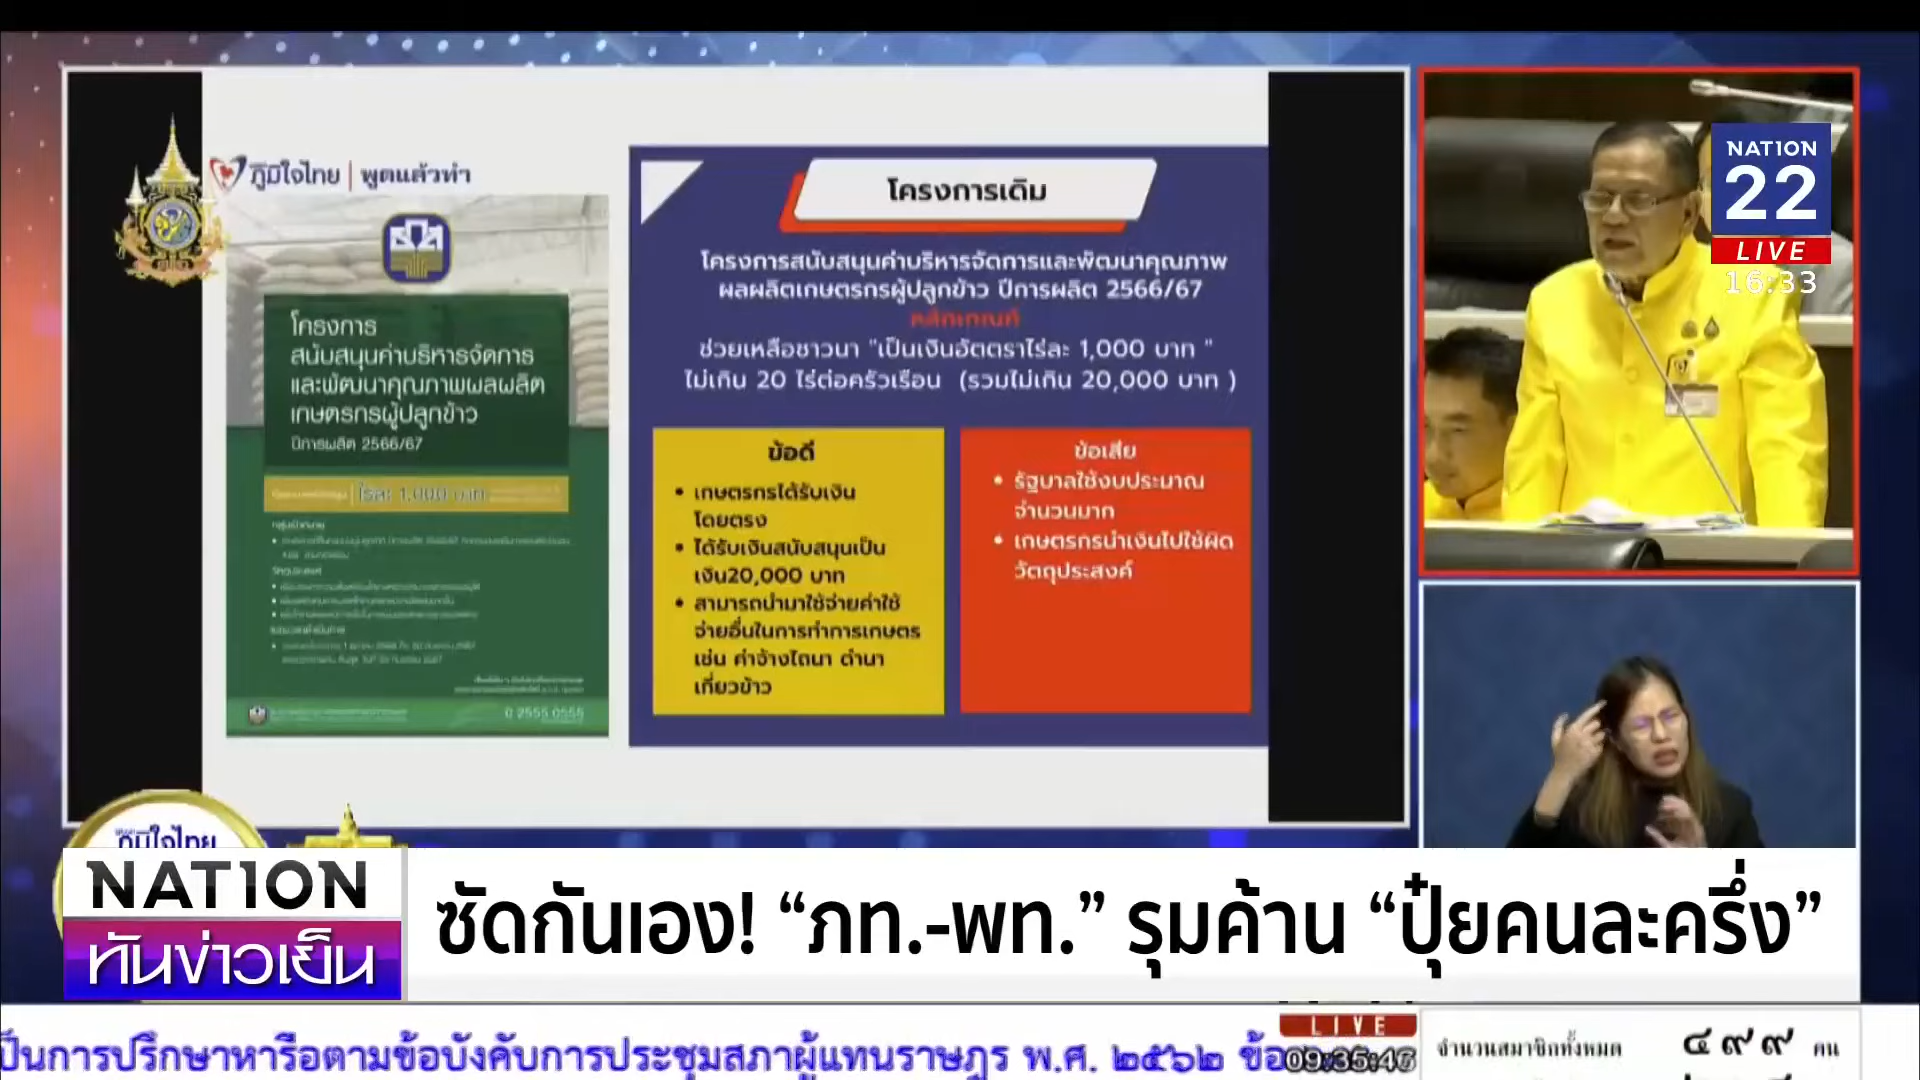 ภูมิใจไทย | พูดแล้วทำ
โครงการ
สนับสนุนค่าบริหารจัดการ
และพัฒนาคุณภาพผลผลิต
เกษตรกรผู้ปลูกข้าว
ปีการผลิต 2566/67
ไร่ละ 1,000 บาท
0 2555 0555
โครงการเดิม
โครงการสนับสนุนค่าบริหารจัดการและพัฒนาคุณภาพ
ผลผลิตเกษตรกรผู้ปลูกข้าว ปีการผลิต 2566/67
หลักเกณฑ์
ช่วยเหลือชาวนา "เป็นเงินอัตตราไร่ละ 1,000 บาท "
ไม่เกิน 20 ไร่ต่อครัวเรือน (รวมไม่เกิน 20,000 บาท )
ข้อดี
• เกษตรกรได้รับเงิน
โดยตรง
• ได้รับเงินสนับสนุนเป็น
เงิน20,000 บาท
• สามารถนำมาใช้จ่ายค่าใช้
จ่ายอื่นในการทำการเกษตร
เช่น ค่าจ้างไถนา ดำนา
เกี่ยวข้าว
ข้อเสีย
• รัฐบาลใช้งบประมาณ
จำนวนมาก
• เกษตรกรนำเงินไปใช้ผิด
วัตถุประสงค์
NATION
22
LIVE
16:33
ภูมิใจไทย
NATION
ทันข่าวเย็น
ซัดกันเอง! “ภท.-พท.” รุมค้าน “ปุ๋ยคนละครึ่ง”
เป็นการปรึกษาหารือตามข้อบังคับการประชุมสภาผู้แทนราษฎร พ.ศ. ๒๕๖๒ ข้อ
LIVE
09:35:46
จำนวนสมาชิกทั้งหมด ๔๙๙ คน